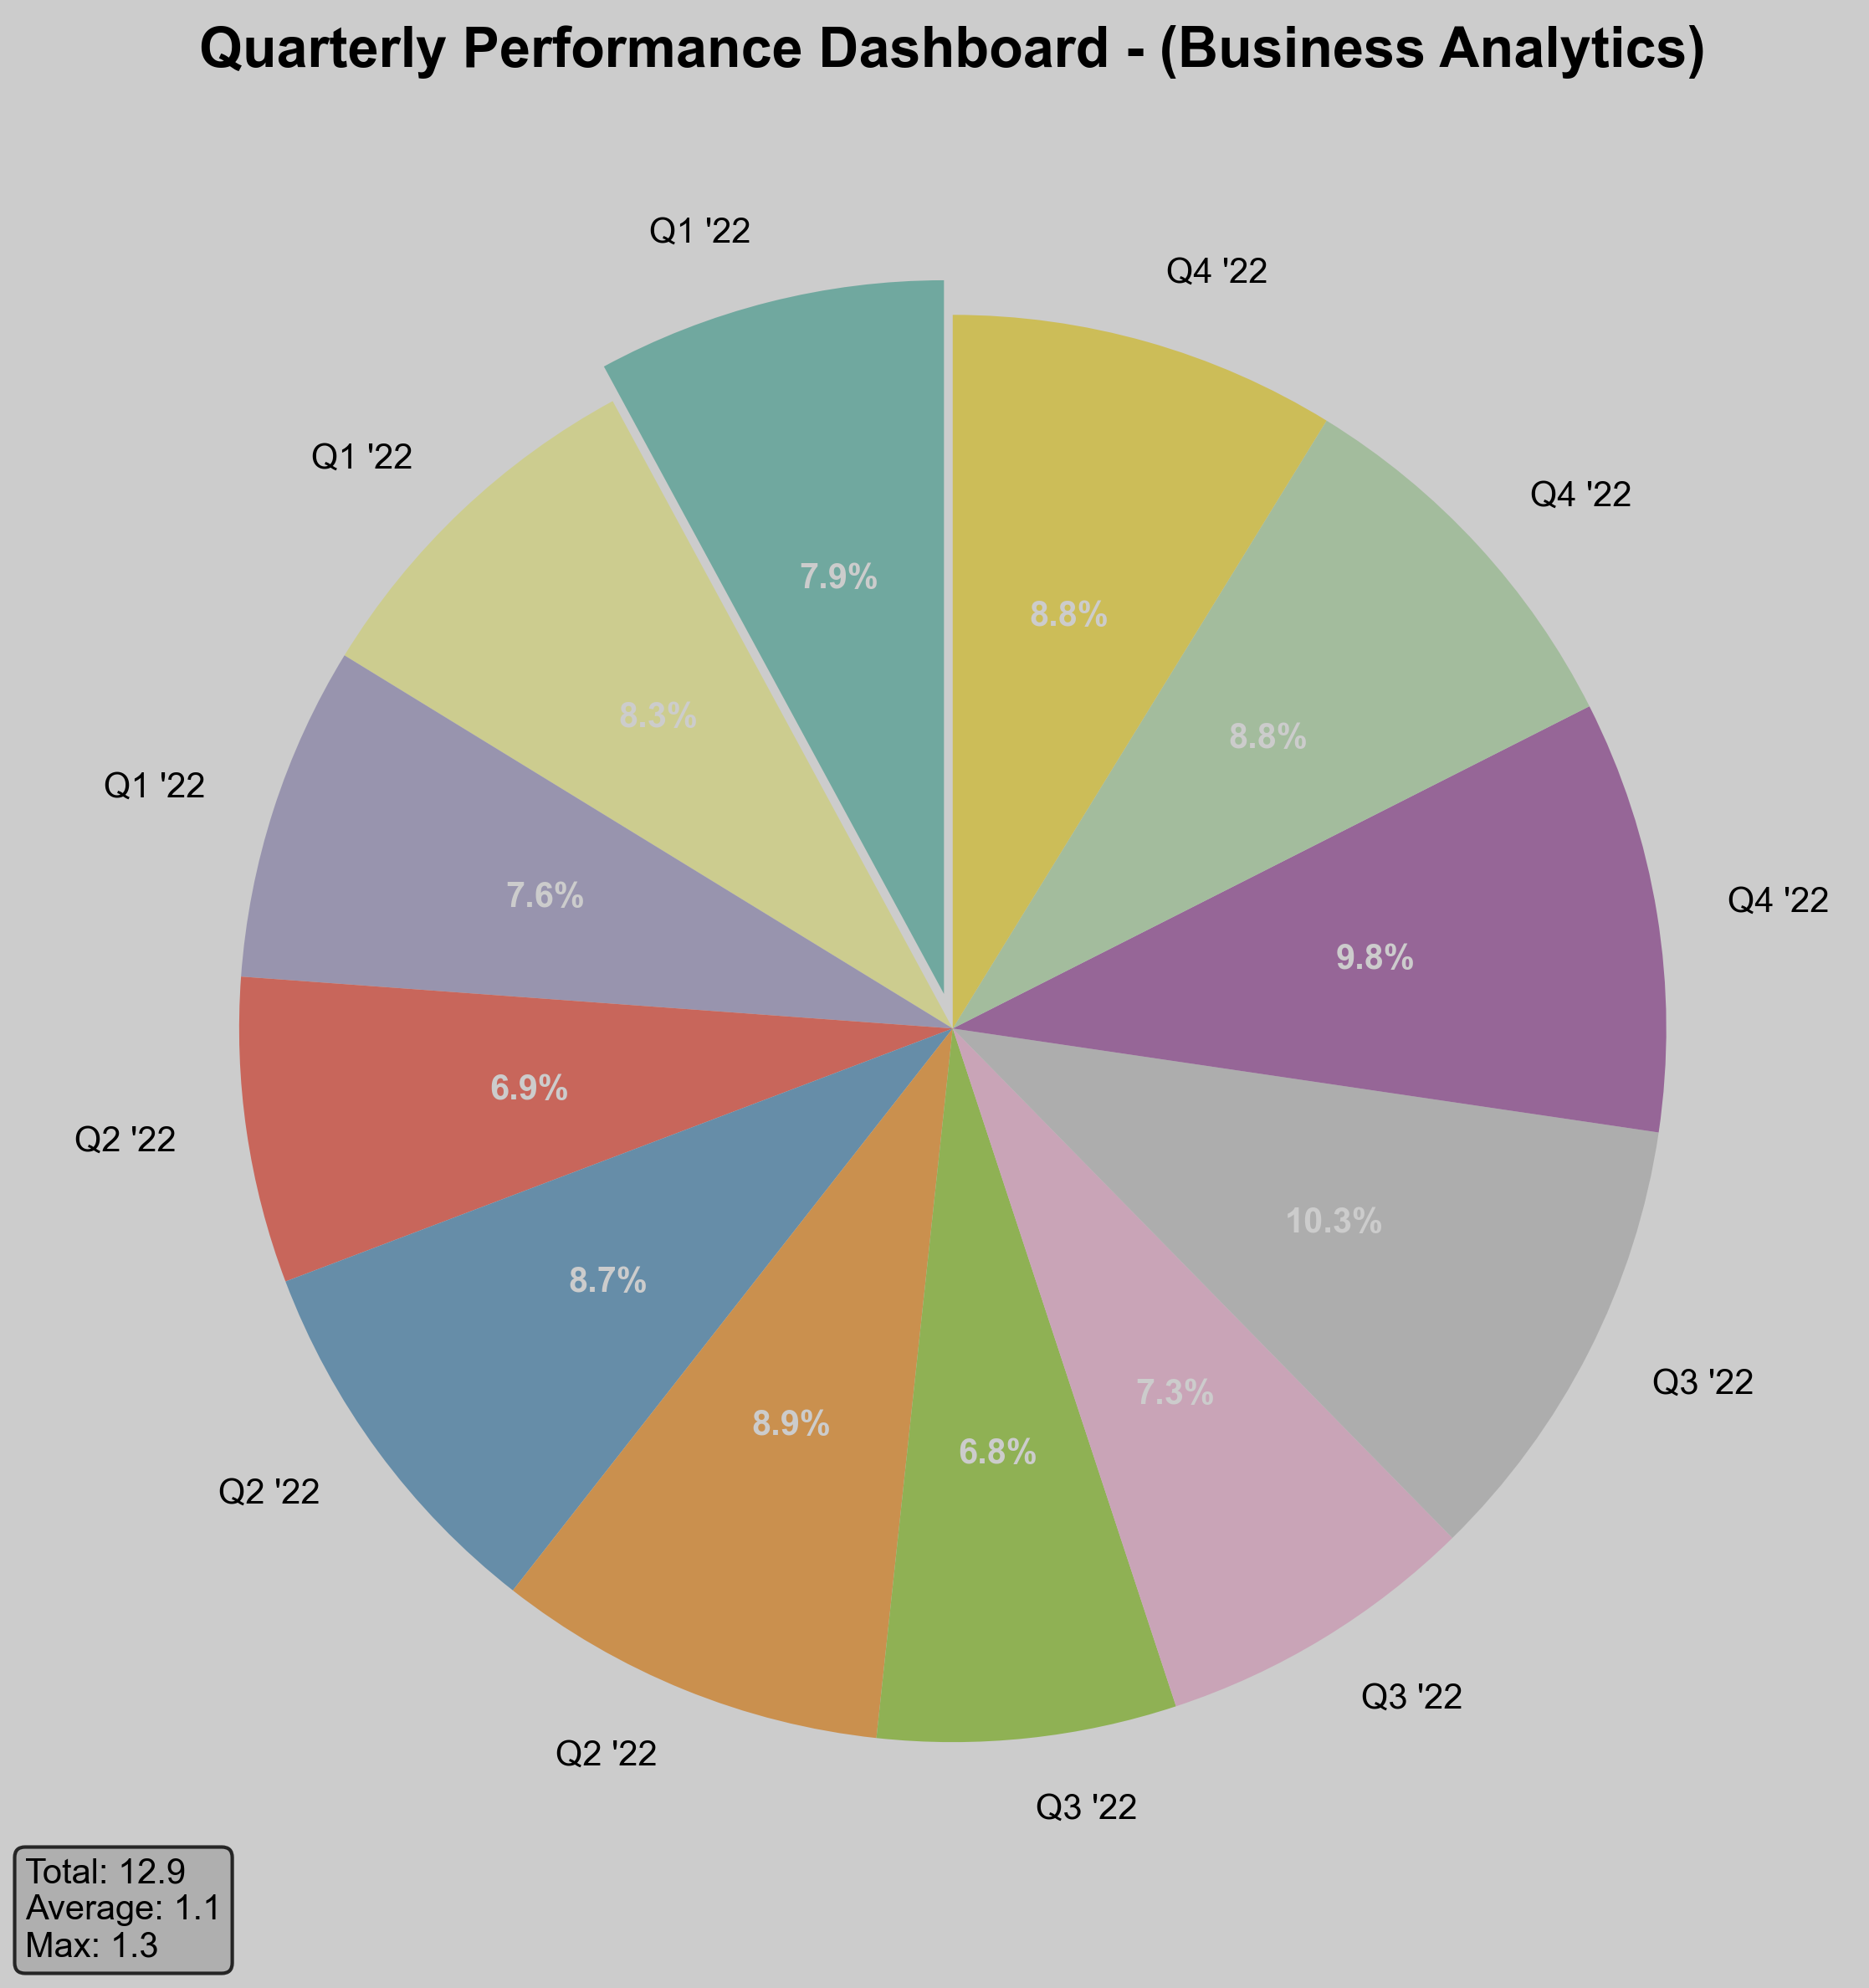 Quarterly Performance Dashboard - (Business Analytics)
Q1 '22
Q4 '22
Q1 '22
Q4 '22
7.9%
8.8%
8.3%
8.8%
Q1 '22
Q4 '22
7.6%
9.8%
6.9%
Q2 '22
10.3%
8.7%
Q3 '22
7.3%
8.9%
6.8%
Q2 '22
Q3 '22
Q2 '22
Q3 '22
Total: 12.9
Average: 1.1
Max: 1.3